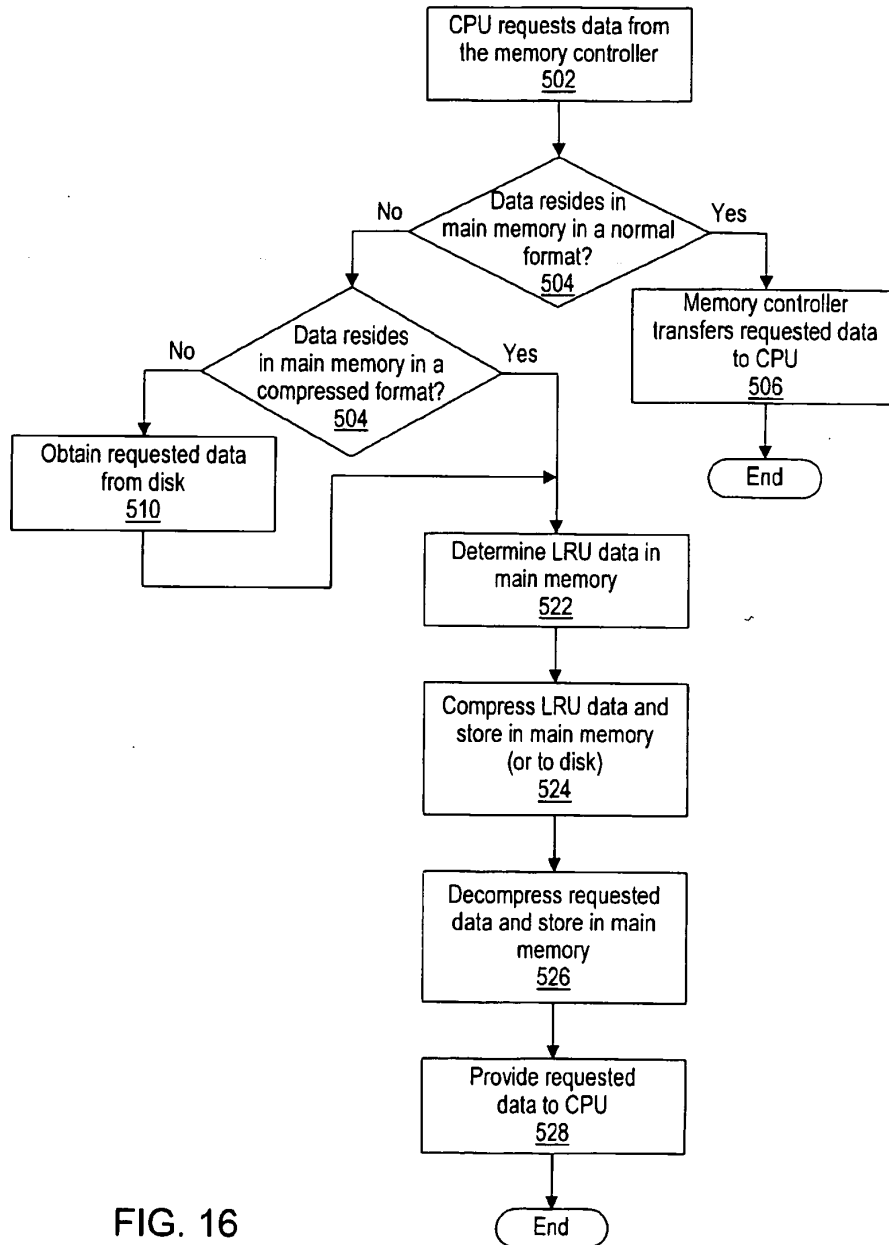 CPU requests data from
the memory controller
502
Data resides in
main memory in a normal
format?
504
No
Yes
Memory controller
transfers requested data
to CPU
506
End
Data resides
in main memory in a
compressed format?
504
No
Yes
Obtain requested data
from disk
510
Determine LRU data in
main memory
522
Compress LRU data and
store in main memory
(or to disk)
524
Decompress requested
data and store in main
memory
526
Provide requested
data to CPU
528
End
FIG. 16